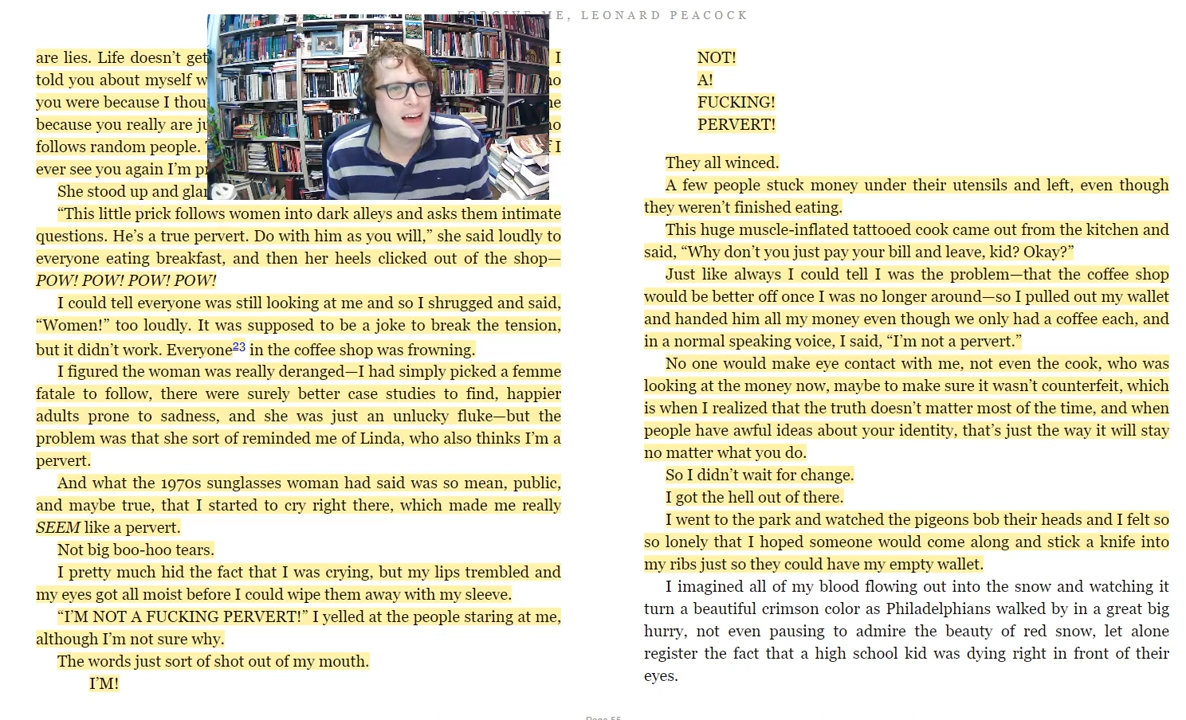 FORGIVE ME, LEONARD PEACOCK
are lies. Life doesn’t get
I
told you about myself w
you were because I thou
because you really are ju
follows random people.
I
ever see you again I’m p
She stood up and glar
“This little prick follows women into dark alleys and asks them intimate
questions. He’s a true pervert. Do with him as you will,” she said loudly to
everyone eating breakfast, and then her heels clicked out of the shop—
POW! POW! POW! POW!
I could tell everyone was still looking at me and so I shrugged and said,
“Women!” too loudly. It was supposed to be a joke to break the tension,
but it didn’t work. Everyone23 in the coffee shop was frowning.
I figured the woman was really deranged—I had simply picked a femme
fatale to follow, there were surely better case studies to find, happier
adults prone to sadness, and she was just an unlucky fluke—but the
problem was that she sort of reminded me of Linda, who also thinks I’m a
pervert.
And what the 1970s sunglasses woman had said was so mean, public,
and maybe true, that I started to cry right there, which made me really
SEEM like a pervert.
Not big boo-hoo tears.
I pretty much hid the fact that I was crying, but my lips trembled and
my eyes got all moist before I could wipe them away with my sleeve.
“I’M NOT A FUCKING PERVERT!” I yelled at the people staring at me,
although I’m not sure why.
The words just sort of shot out of my mouth.
I’M!
NOT!
A!
FUCKING!
PERVERT!
They all winced.
A few people stuck money under their utensils and left, even though
they weren’t finished eating.
This huge muscle-inflated tattooed cook came out from the kitchen and
said, “Why don’t you just pay your bill and leave, kid? Okay?”
Just like always I could tell I was the problem—that the coffee shop
would be better off once I was no longer around—so I pulled out my wallet
and handed him all my money even though we only had a coffee each, and
in a normal speaking voice, I said, “I’m not a pervert.”
No one would make eye contact with me, not even the cook, who was
looking at the money now, maybe to make sure it wasn’t counterfeit, which
is when I realized that the truth doesn’t matter most of the time, and when
people have awful ideas about your identity, that’s just the way it will stay
no matter what you do.
So I didn’t wait for change.
I got the hell out of there.
I went to the park and watched the pigeons bob their heads and I felt so
so lonely that I hoped someone would come along and stick a knife into
my ribs just so they could have my empty wallet.
I imagined all of my blood flowing out into the snow and watching it
turn a beautiful crimson color as Philadelphians walked by in a great big
hurry, not even pausing to admire the beauty of red snow, let alone
register the fact that a high school kid was dying right in front of their
eyes.
Page 55